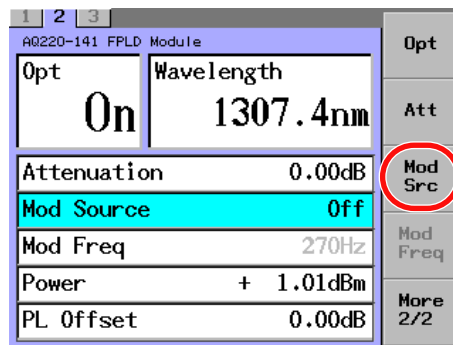 1 2 3
AQ220-141 FPLD Module
Opt
On
Wavelength
1307.4nm
Attenuation 0.00dB
Mod Source Off
Mod Freq 270Hz
Power + 1.01dBm
PL Offset 0.00dB
Opt
Att
Mod
Src
Mod
Freq
More
2/2